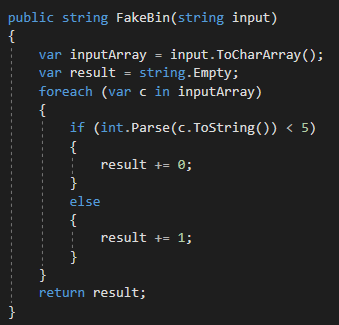 public string FakeBin(string input)
{
    var inputArray = input.ToCharArray();
    var result = string.Empty;
    foreach (var c in inputArray)
    {
        if (int.Parse(c.ToString()) < 5)
        {
            result += 0;
        }
        else
        {
            result += 1;
        }
    }
    return result;
}